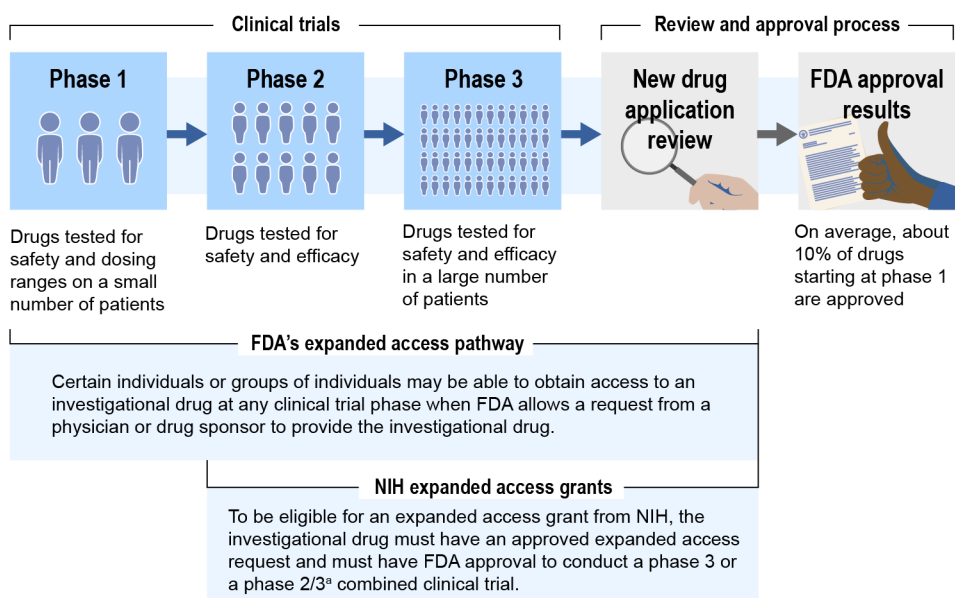 Clinical trials
Review and approval process
Phase 1
Phase 2
Phase 3
New drug
application
review
FDA approval
results
Drugs tested for
safety and dosing
ranges on a small
number of patients
Drugs tested for
safety and efficacy
Drugs tested for
safety and efficacy
in a large number
of patients
On average, about
10% of drugs
starting at phase 1
are approved
FDA's expanded access pathway
Certain individuals or groups of individuals may be able to obtain access to an
investigational drug at any clinical trial phase when FDA allows a request from a
physician or drug sponsor to provide the investigational drug.
NIH expanded access grants
To be eligible for an expanded access grant from NIH, the
investigational drug must have an approved expanded access
request and must have FDA approval to conduct a phase 3 or
a phase 2/3ᵃ combined clinical trial.